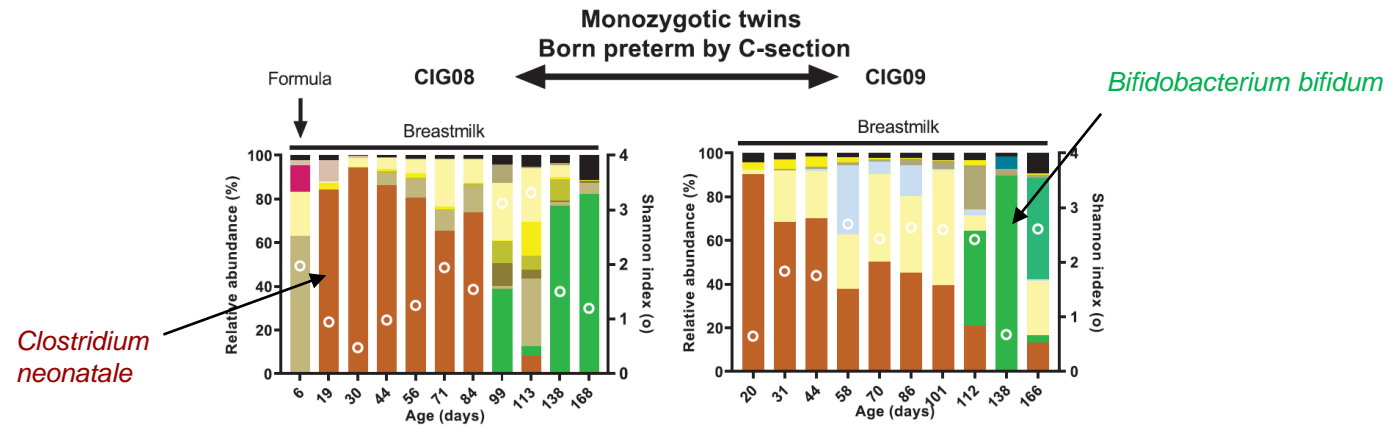 Monozygotic twins
Born preterm by C-section
Formula
CIG08
CIG09
Bifidobacterium bifidum
Breastmilk
Breastmilk
Relative abundance (%)
100
80
60
40
20
0
4
3
2
1
0
Shannon index (o)
6 19 30 44 56 71 84 99 113 138 168
Age (days)
Relative abundance (%)
100
80
60
40
20
0
4
3
2
1
0
Shannon index (o)
20 31 44 58 70 86 101 112 138 166
Age (days)
Clostridium
neonatale